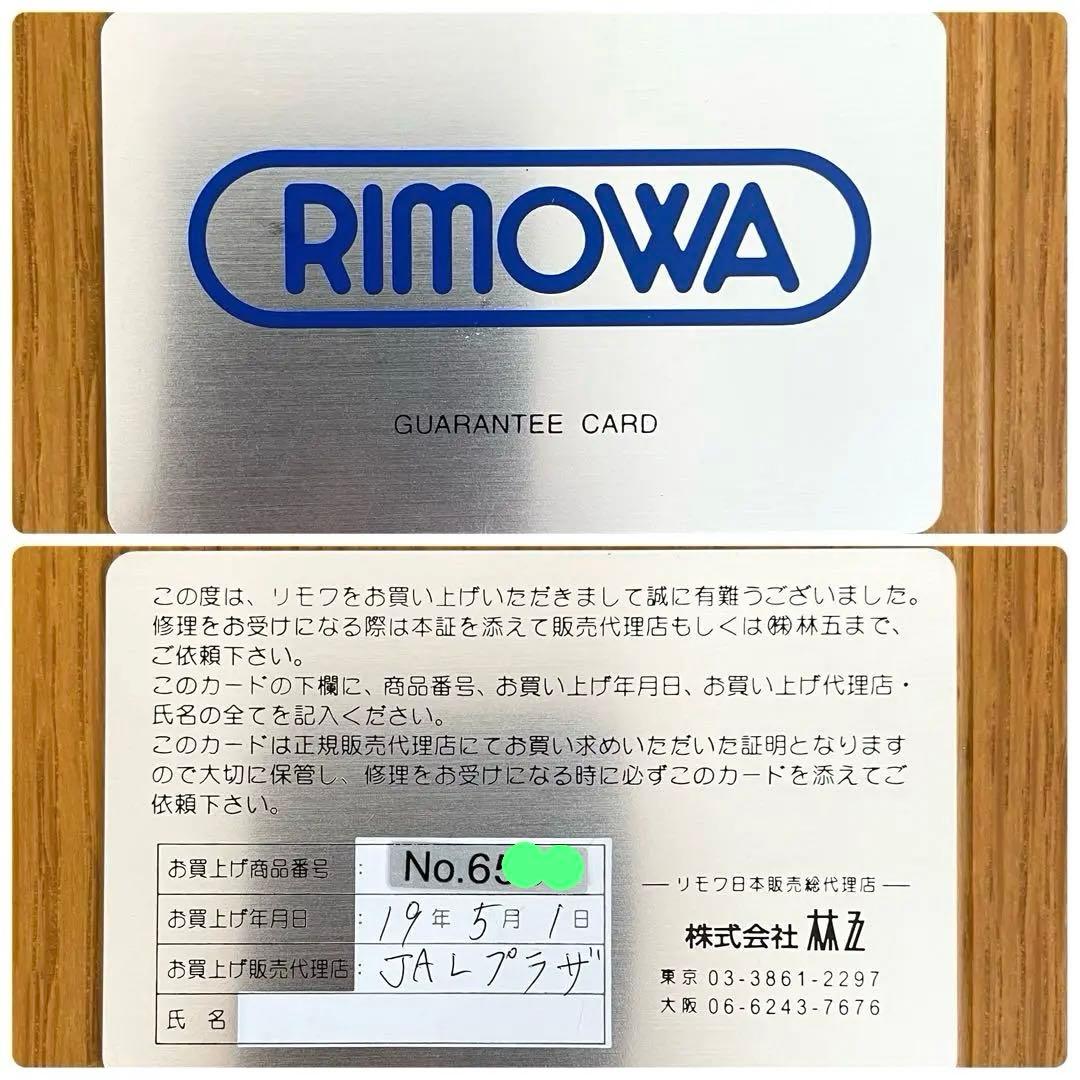 RIMOWA
GUARANTEE CARD
この度は、リモワをお買い上げいただきまして誠に有難うございました。
修理をお受けになる際は本証を添えて販売代理店もしくは㈱林五まで、
ご依頼下さい。
このカードの下欄に、商品番号、お買い上げ年月日、お買い上げ代理店・
氏名の全てを記入ください。
このカードは正規販売代理店にてお買い求めいただいた証明となります
ので大切に保管し、修理をお受けになる時に必ずこのカードを添えてご
依頼下さい。
お買上げ商品番号 : No.65
お買上げ年月日 : 19年 5月 1日
お買上げ販売代理店 : JALプラザ
氏 名
リモワ日本販売総代理店
株式会社 林五
東京 03-3861-2297
大阪 06-6243-7676